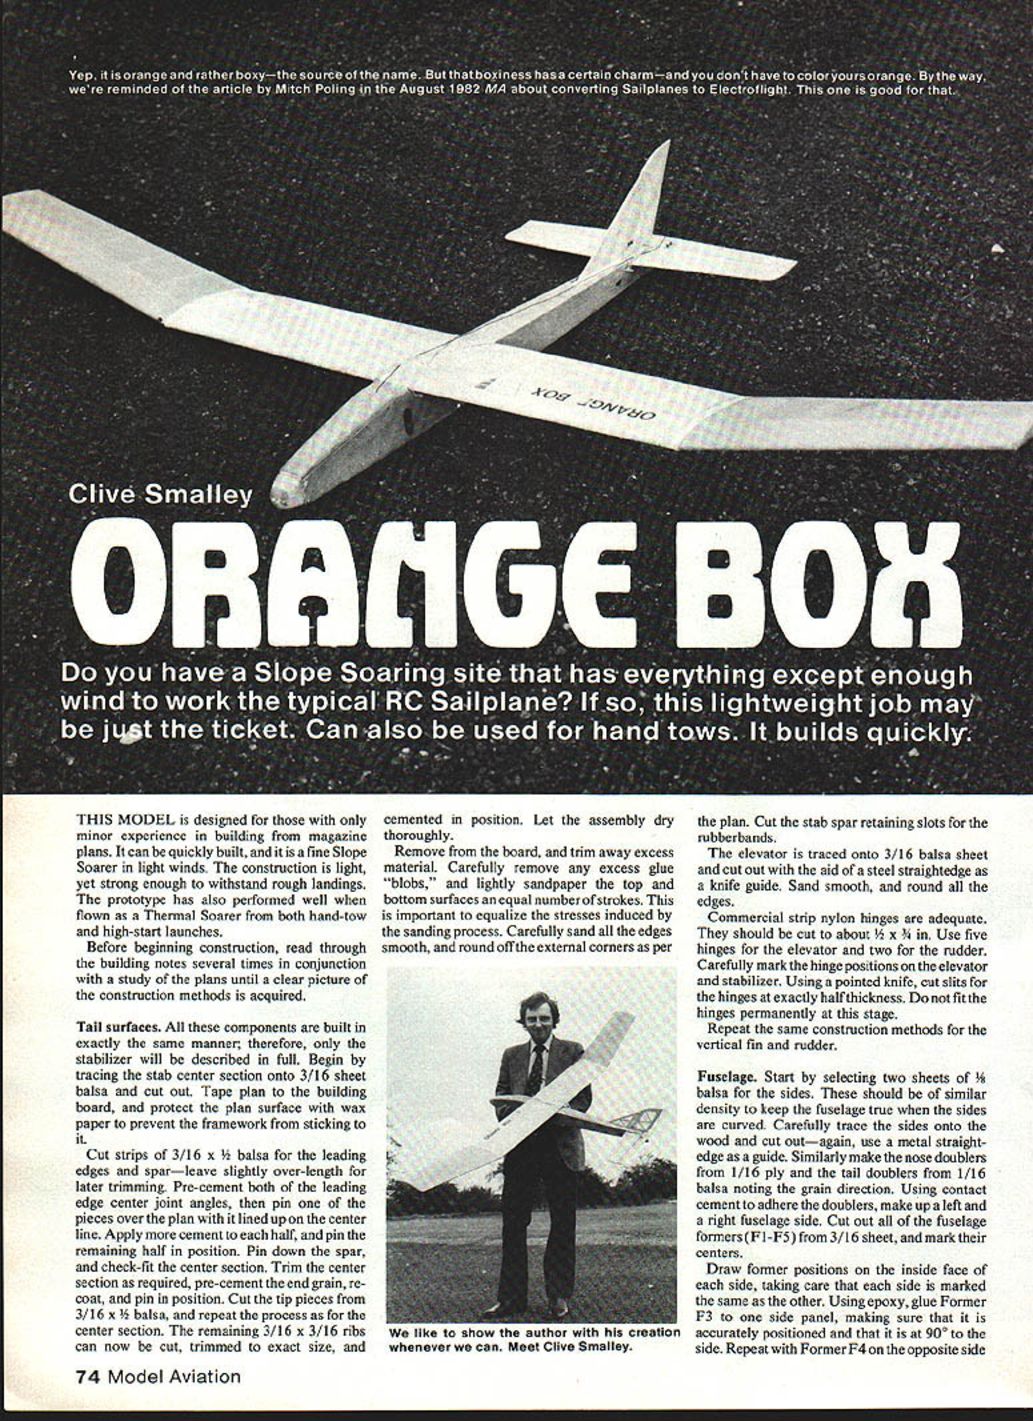 Yep, it is orange and rather boxy—the source of the name. But that boxiness has a certain charm—and you don't have to color yours orange. By the way,
we're reminded of the article by Mitch Poling in the August 1982 MA about converting Sailplanes to Electroflight. This one is good for that.
ORANGE BOX
Clive Smalley
ORANGE BOX
Do you have a Slope Soaring site that has everything except enough
wind to work the typical RC Sailplane? If so, this lightweight job may
be just the ticket. Can also be used for hand tows. It builds quickly.
THIS MODEL is designed for those with only
minor experience in building from magazine
plans. It can be quickly built, and it is a fine Slope
Soarer in light winds. The construction is light,
yet strong enough to withstand rough landings.
The prototype has also performed well when
flown as a Thermal Soarer from both hand-tow
and high-start launches.
Before beginning construction, read through
the building notes several times in conjunction
with a study of the plans until a clear picture of
the construction methods is acquired.
Tail surfaces. All these components are built in
exactly the same manner; therefore, only the
stabilizer will be described in full. Begin by
tracing the stab center section onto 3/16 sheet
balsa and cut out. Tape plan to the building
board, and protect the plan surface with wax
paper to prevent the framework from sticking to
it.
Cut strips of 3/16 x ½ balsa for the leading
edges and spar—leave slightly over-length for
later trimming. Pre-cement both of the leading
edge center joint angles, then pin one of the
pieces over the plan with it lined up on the center
line. Apply more cement to each half, and pin the
remaining half in position. Pin down the spar,
and check-fit the center section. Trim the center
section as required, pre-cement the end grain, re-
coat, and pin in position. Cut the tip pieces from
3/16 x ½ balsa, and repeat the process as for the
center section. The remaining 3/16 x 3/16 ribs
can now be cut, trimmed to exact size, and
cemented in position. Let the assembly dry
thoroughly.
Remove from the board, and trim away excess
material. Carefully remove any excess glue
"blobs," and lightly sandpaper the top and
bottom surfaces an equal number of strokes. This
is important to equalize the stresses induced by
the sanding process. Carefully sand all the edges
smooth, and round off the external corners as per
We like to show the author with his creation
whenever we can. Meet Clive Smalley.
the plan. Cut the stab spar retaining slots for the
rubberbands.
The elevator is traced onto 3/16 balsa sheet
and cut out with the aid of a steel straightedge as
a knife guide. Sand smooth, and round all the
edges.
Commercial strip nylon hinges are adequate.
They should be cut to about ½ x ¾ in. Use five
hinges for the elevator and two for the rudder.
Carefully mark the hinge positions on the elevator
and stabilizer. Using a pointed knife, cut slits for
the hinges at exactly half thickness. Do not fit the
hinges permanently at this stage.
Repeat the same construction methods for the
vertical fin and rudder.
Fuselage. Start by selecting two sheets of ⅛
balsa for the sides. These should be of similar
density to keep the fuselage true when the sides
are curved. Carefully trace the sides onto the
wood and cut out—again, use a metal straight-
edge as a guide. Similarly make the nose doublers
from 1/16 ply and the tail doublers from 1/16
balsa noting the grain direction. Using contact
cement to adhere the doublers, make up a left and
a right fuselage side. Cut out all of the fuselage
formers (F1-F5) from 3/16 sheet, and mark their
centers.
Draw former positions on the inside face of
each side, taking care that each side is marked
the same as the other. Using epoxy, glue Former
F3 to one side panel, making sure that it is
accurately positioned and that it is at 90° to the
side. Repeat with Former F4 on the opposite side
74 Model Aviation